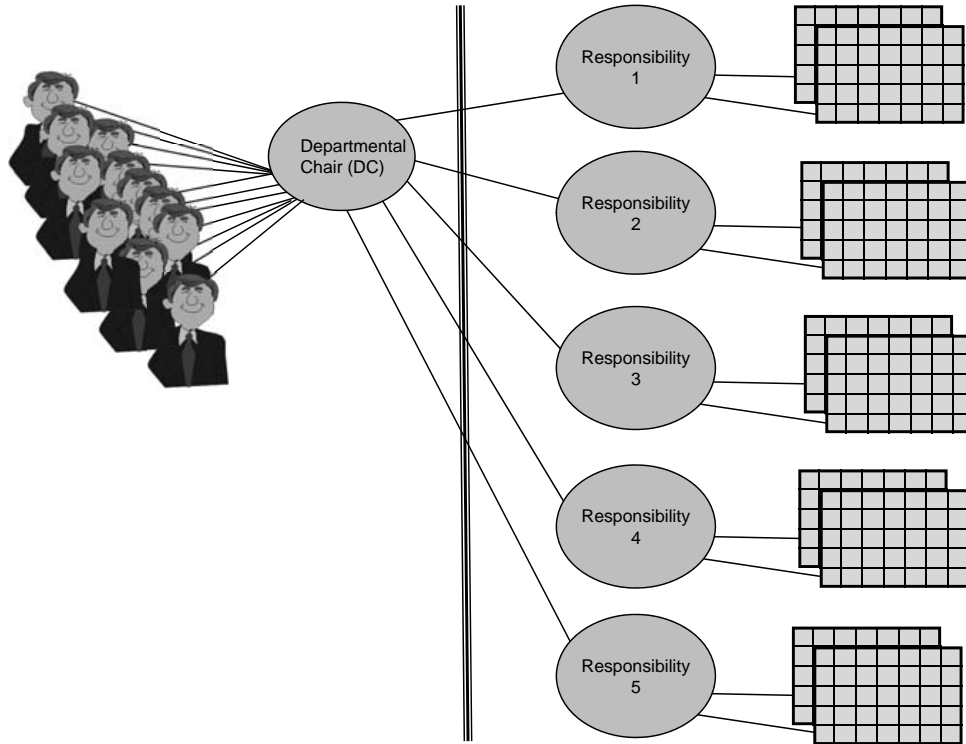 Responsibility
1
Departmental
Chair (DC)
Responsibility
2
Responsibility
3
Responsibility
4
Responsibility
5